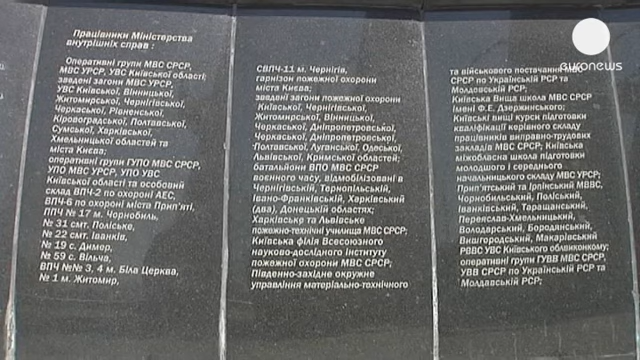 Працівники Міністерства
внутрішніх справ :
Оперативні групи МВС СРСР,
МВС УРСР, УВС Київської області;
зведені загони МВС УРСР,
УВС Київської, Вінницької,
Житомирської, Чернігівської,
Черкаської, Рівненської,
Кіровоградської, Полтавської,
Сумської, Харківської,
Хмельницької областей та
міста Києва;
оперативні групи ГУПО МВС СРСР,
УПО МВС УРСР, УПО УВС
Київської області та особовий
склад ВПЧ-2 по охороні АЕС,
ВПЧ-6 по охороні міста Прип'яті,
ППЧ № 17 м. Чорнобиль,
№ 31 смт. Поліське,
№ 22 смт. Іванків,
№ 19 с. Димер,
№ 59 с. Вільча,
ВПЧ №№ 3, 4 м. Біла Церква,
№ 1 м. Житомир,
СВПЧ-11 м. Чернігів,
гарнізон пожежної охорони
міста Києва;
зведені загони пожежної охорони
Київської, Чернігівської,
Житомирської, Вінницької,
Черкаської, Дніпропетровської,
Черкаської, Дніпропетровської,
Полтавської, Луганської, Одеської,
Львівської, Кримської областей;
батальйони ВПО МВС СРСР
воєнного часу, відмобілізовані в
Чернігівській, Тернопільській,
Івано-Франківській, Харківській
(два), Донецькій областях;
Харківське та Львівське
пожежно-технічні училища МВС СРСР;
Київська філія Всесоюзного
науково-дослідного інституту
пожежної охорони МВС СРСР;
Південно-західне окружне
управління матеріально-технічного
та військового постачання МВС
СРСР по Українській РСР та
Молдавській РСР;
Київська Вища школа МВС СРСР
імені Ф.Е. Дзержинського;
Київські вищі курси підготовки
кваліфікації керівного складу
працівників виправно-трудових
закладів МВС СРСР; Київська
міжобласна школа підготовки
молодшого і середнього
начальницького складу МВС УРСР;
Прип'ятський та Ірпінський МВВС,
Чорнобильський, Поліський,
Іванківський, Таращанський,
Переяслав-Хмельницький,
Володарський, Бородянський,
Вишгородський, Макарівський
РВВС УВС Київського облвиконкому;
оперативні групи ГУВВ МВС СРСР,
УВВ СРСР по Українській РСР та
Молдавській РСР;
euronews